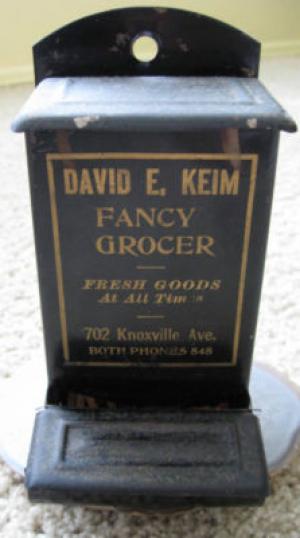 DAVID E. KEIM
FANCY
GROCER
FRESH GOODS
At All Times
702 Knoxville Ave.
BOTH PHONES 848